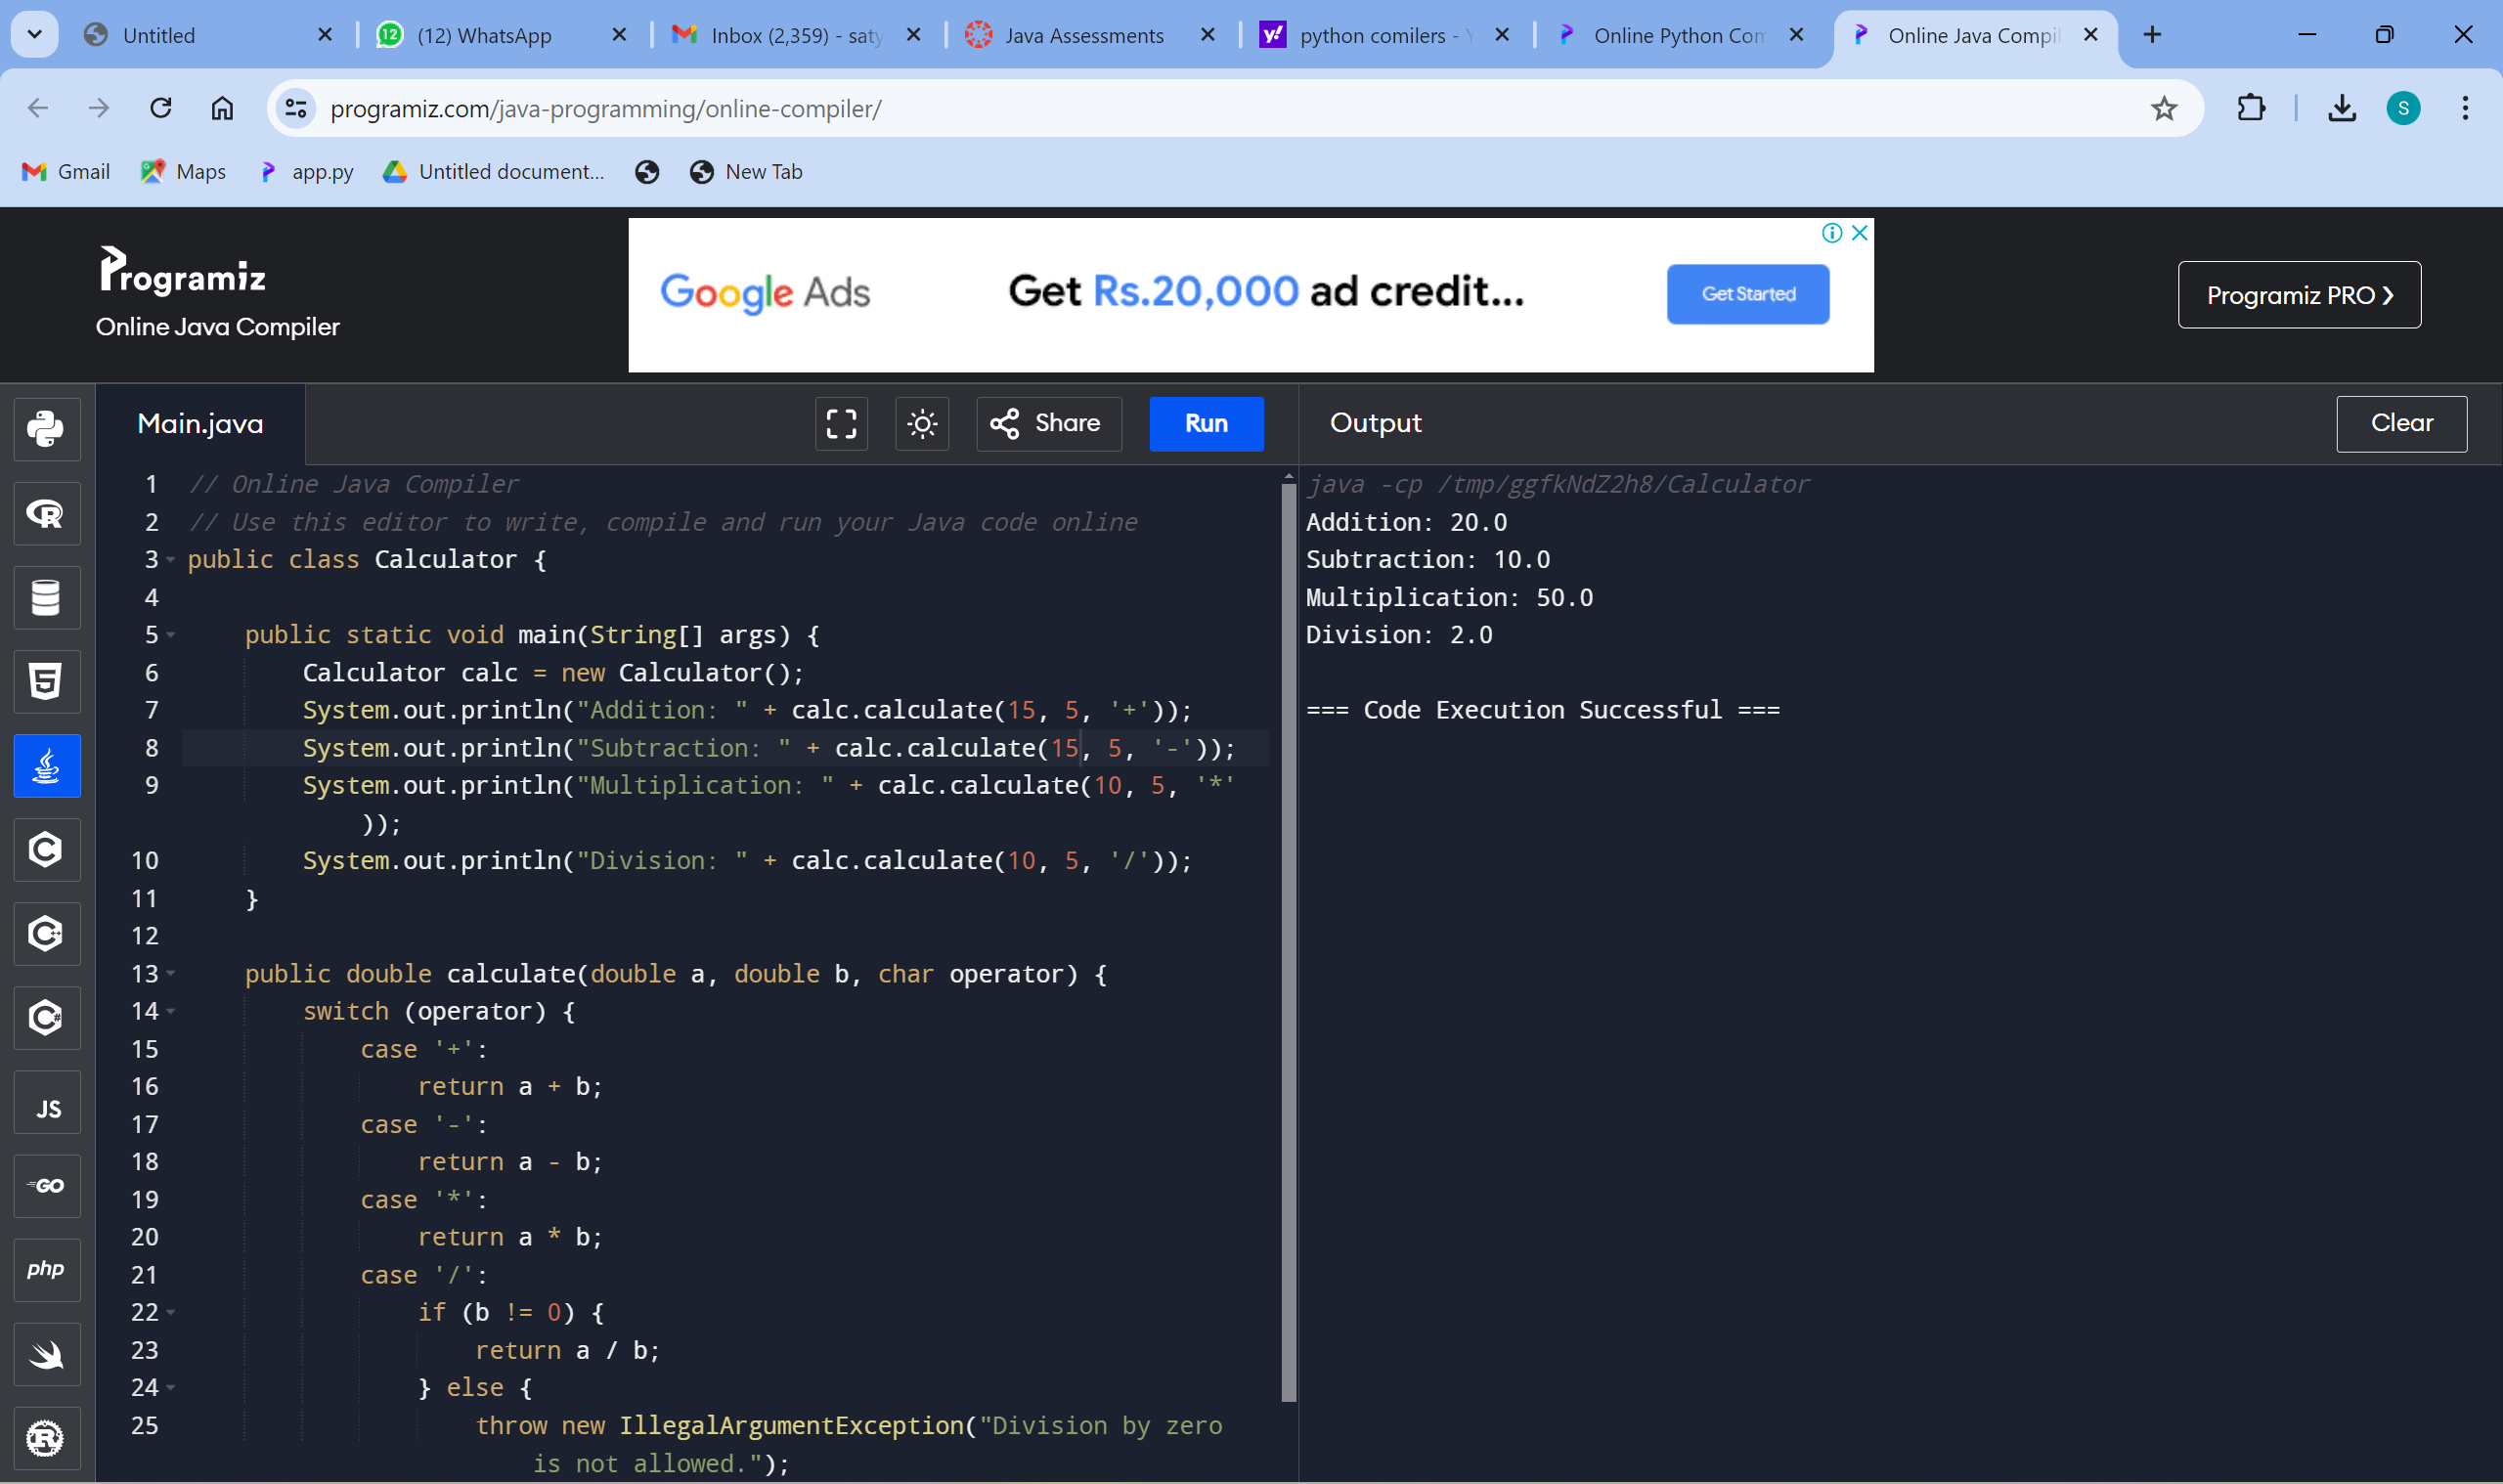 Untitled
(12) WhatsApp
Inbox (2,359) - saty
Java Assessments
python comilers - Y
Online Python Com
Online Java Compil
programiz.com/java-programming/online-compiler/
S
Gmail
Maps
app.py
Untitled document...
New Tab
Programiz
Online Java Compiler
Google Ads
Get Rs.20,000 ad credit...
Get Started
Programiz PRO ❯
Main.java
Share
Run
Output
Clear
1 // Online Java Compiler
2 // Use this editor to write, compile and run your Java code online
3 public class Calculator {
4
5 public static void main(String[] args) {
6 Calculator calc = new Calculator();
7 System.out.println("Addition: " + calc.calculate(15, 5, '+'));
8 System.out.println("Subtraction: " + calc.calculate(15, 5, '-'));
9 System.out.println("Multiplication: " + calc.calculate(10, 5, '*'
));
10 System.out.println("Division: " + calc.calculate(10, 5, '/'));
11 }
12
13 public double calculate(double a, double b, char operator) {
14 switch (operator) {
15 case '+':
16 return a + b;
17 case '-':
18 return a - b;
19 case '*':
20 return a * b;
21 case '/':
22 if (b != 0) {
23 return a / b;
24 } else {
25 throw new IllegalArgumentException("Division by zero
is not allowed.");
java -cp /tmp/ggfkNdZ2h8/Calculator
Addition: 20.0
Subtraction: 10.0
Multiplication: 50.0
Division: 2.0
=== Code Execution Successful ===
R
5
C
C++
C#
JS
GO
php
R